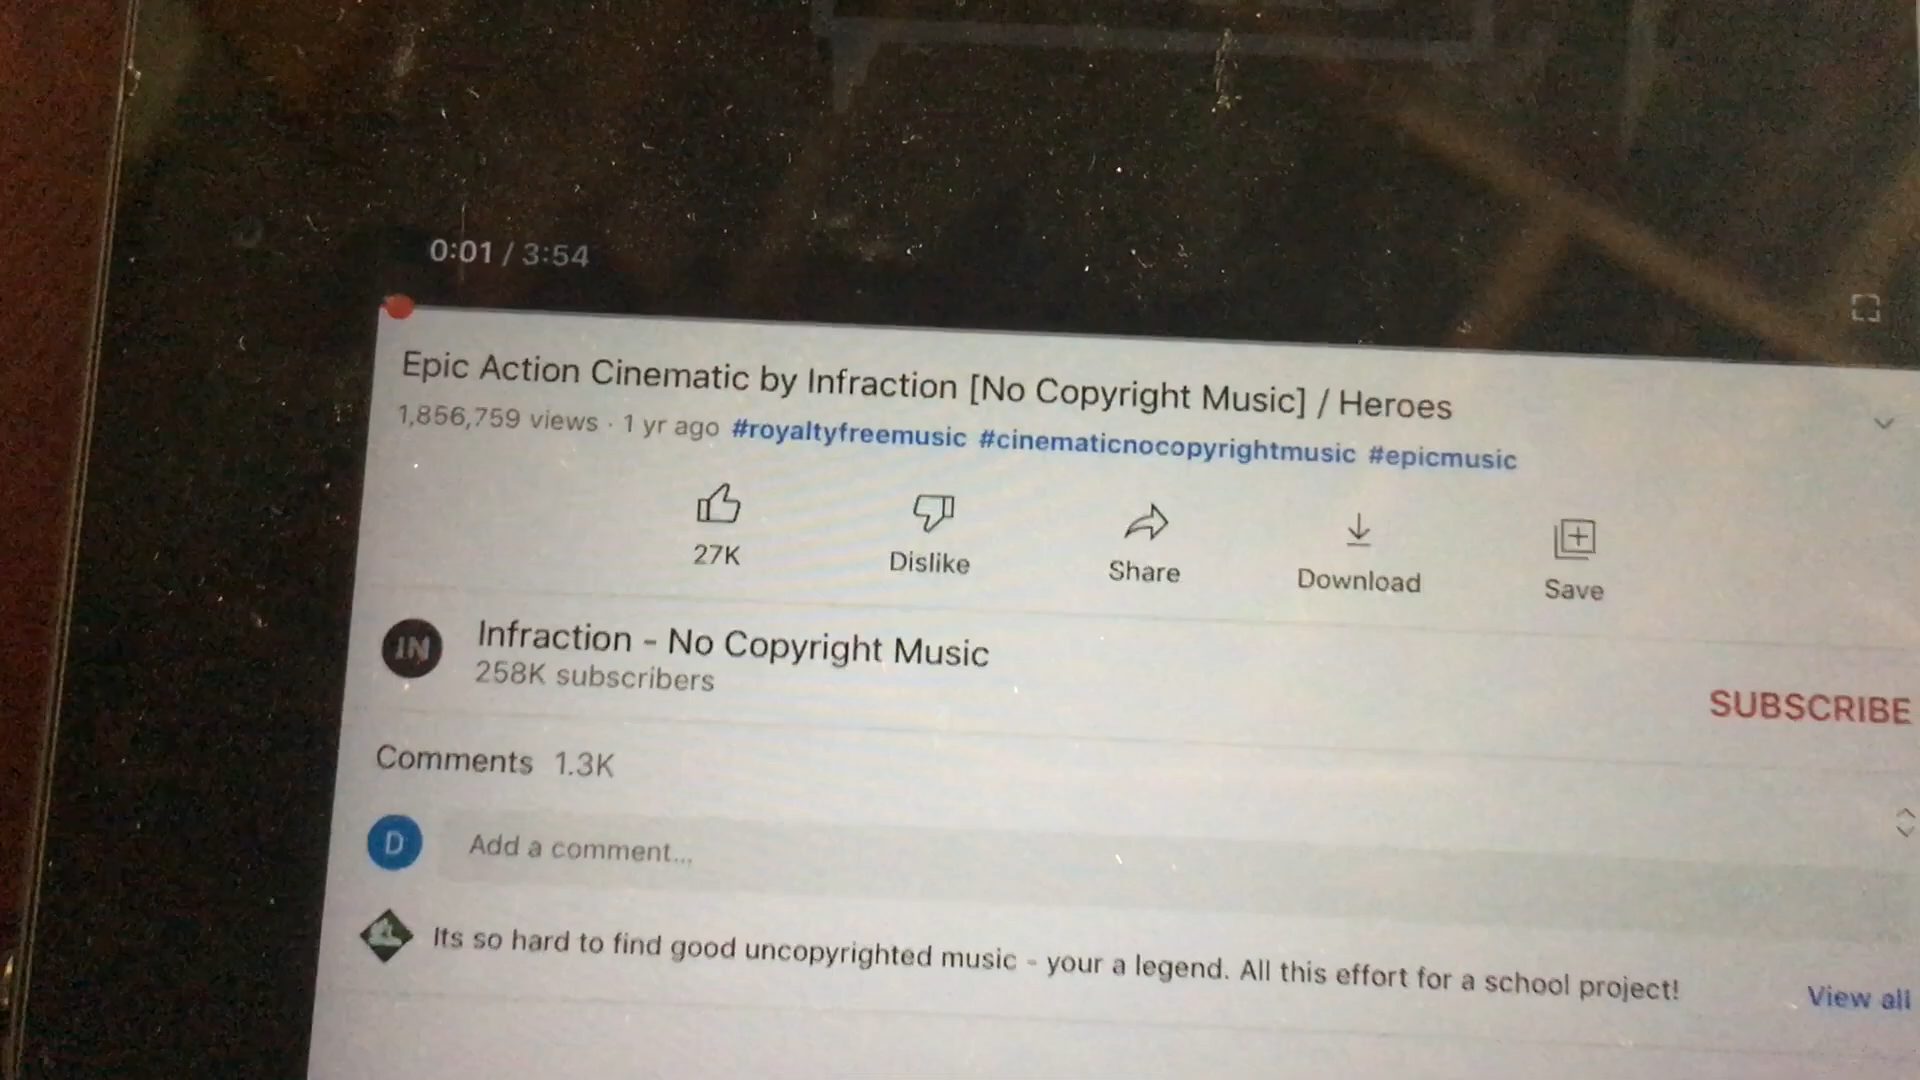 0:01 / 3:54
Epic Action Cinematic by Infraction [No Copyright Music] / Heroes
1,856,759 views · 1 yr ago #royaltyfreemusic #cinematicnocopyrightmusic #epicmusic
27K Dislike Share Download Save
IN Infraction - No Copyright Music
258K subscribers
SUBSCRIBE
Comments 1.3K
D Add a comment...
Its so hard to find good uncopyrighted music - your a legend. All this effort for a school project!
View all